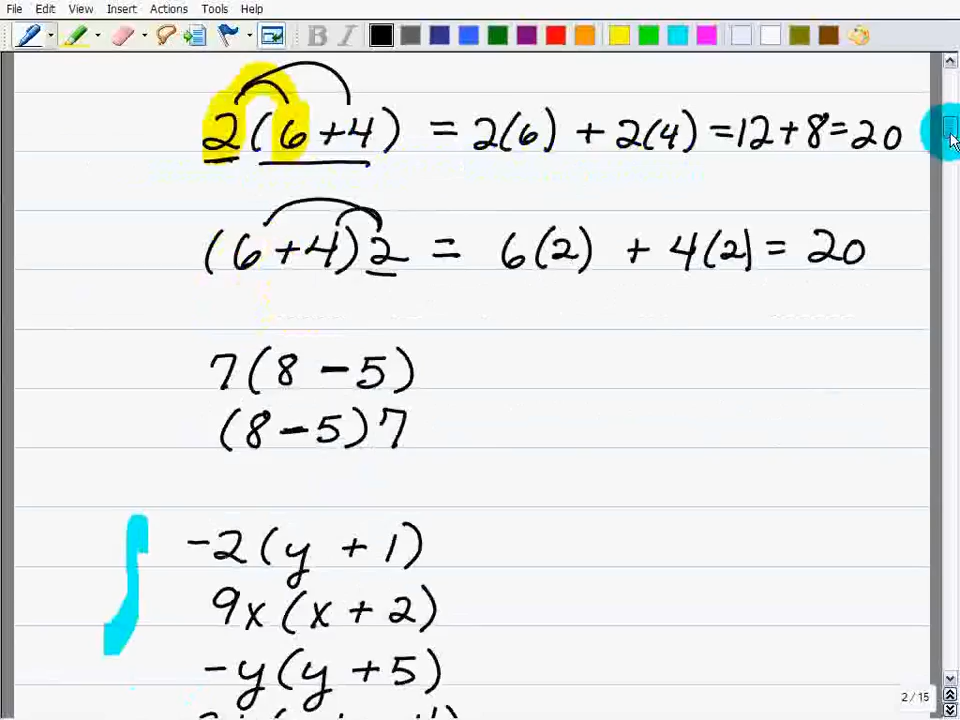 File Edit View Insert Actions Tools Help
B I
2(6+4) = 2(6) + 2(4) =12+8=20
(6+4)2 = 6(2) + 4(2) = 20
7(8 -5)
(8-5)7
-2(y + 1)
9x(x + 2)
-y(y + 5)
2 / 15